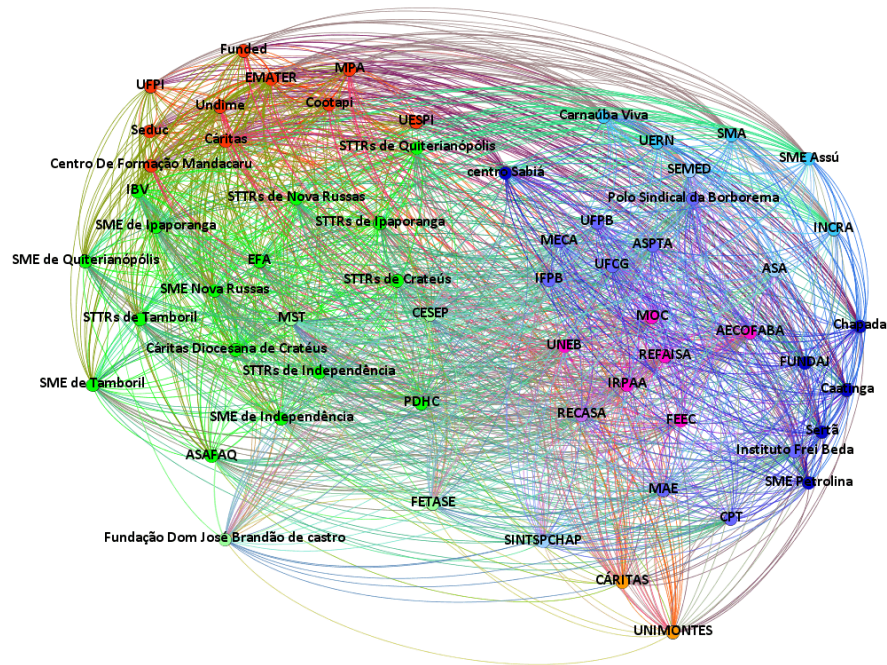 Funded
EMATER
MPA
UFPI
Undime
Cootapi
Seduc
Cáritas
UESPI
Carnaúba Viva
UERN
SMA
STTRs de Quiterianópolis
Centro De Formação Mandacaru
centro Sabiá
SEMED
SME Assú
IBV
STTRs de Nova Russas
Polo Sindical da Borborema
SME de Ipaporanga
STTRs de Ipaporanga
UFPB
INCRA
MECA
ASPTA
SME de Quiterianópolis
EFA
UFCG
ASA
STTRs de Crateús
IFPB
SME Nova Russas
STTRs de Tamboril
MST
CESEP
MOC
AECOFABA
Chapada
Cáritas Diocesana de Cratéus
UNEB
REFAISA
FUNDAJ
STTRs de Independência
SME de Tamboril
IRPAA
Caatinga
PDHC
SME de Independência
RECASA
FEEC
Sertã
ASAFAQ
Instituto Frei Beda
FETASE
MAE
SME Petrolina
CPT
Fundação Dom José Brandão de castro
SINTSPCHAP
CÁRITAS
UNIMONTES